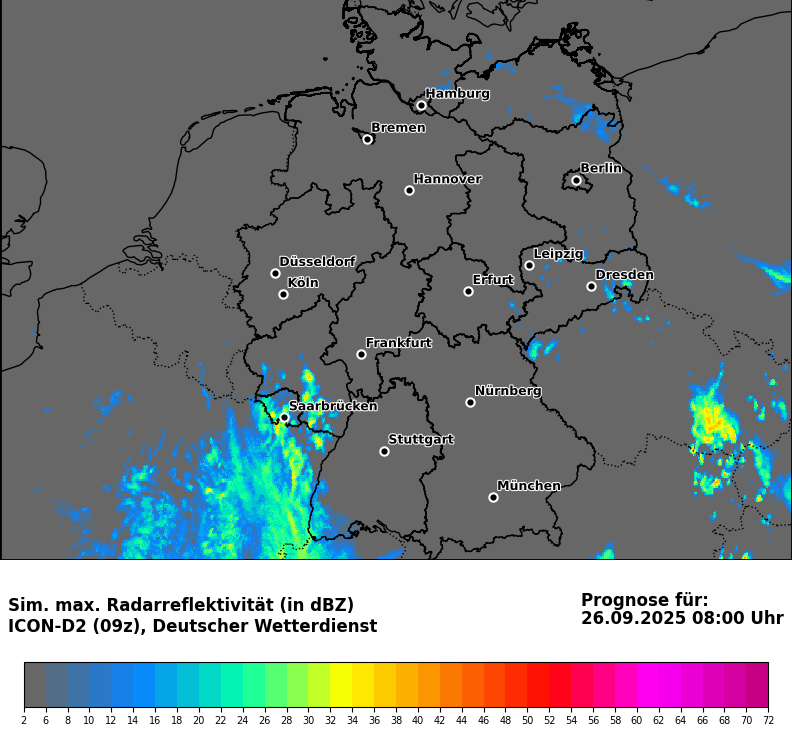 Hamburg
Bremen
Berlin
Hannover
Leipzig
Düsseldorf
Dresden
Köln
Erfurt
Frankfurt
Nürnberg
Saarbrücken
Stuttgart
München
Sim. max. Radarreflektivität (in dBZ)
ICON-D2 (09z), Deutscher Wetterdienst
Prognose für:
26.09.2025 08:00 Uhr
2 6 8 10 12 14 16 18 20 22 24 26 28 30 32 34 36 38 40 42 44 46 48 50 52 54 56 58 60 62 64 66 68 70 72